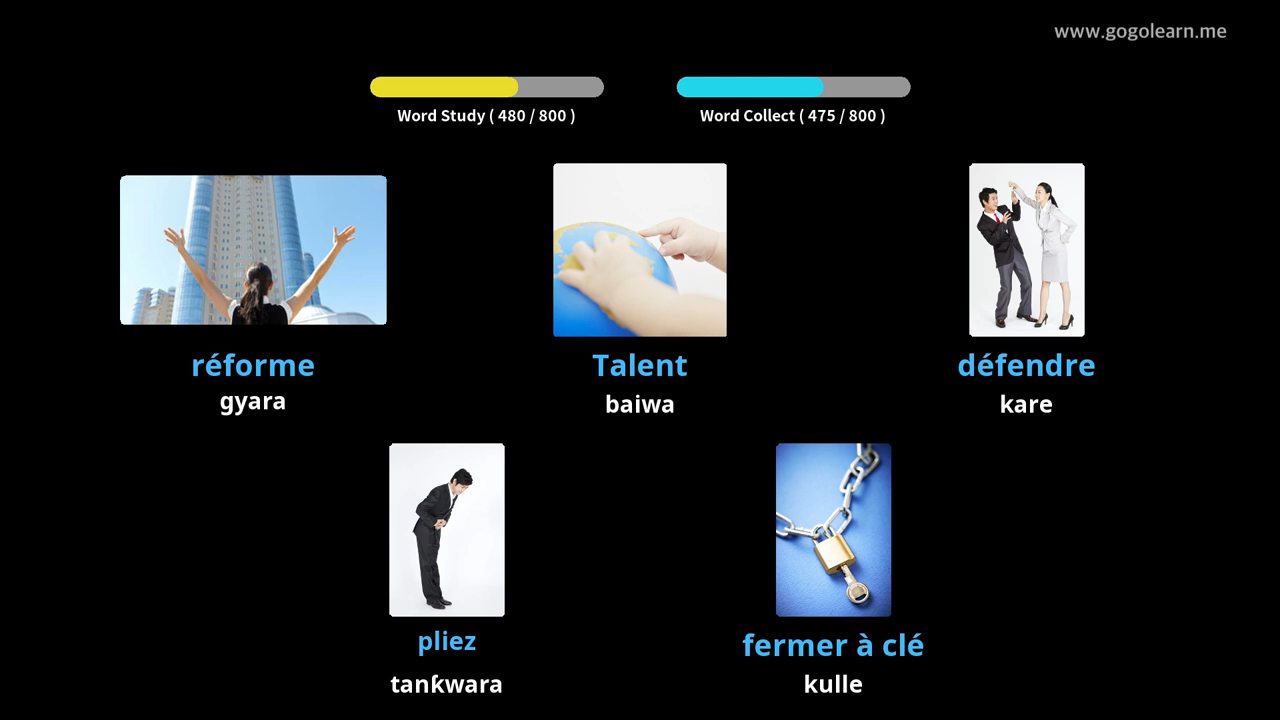 www.gogolearn.me
Word Study ( 480 / 800 )
Word Collect ( 475 / 800 )
réforme
gyara
Talent
baiwa
défendre
kare
pliez
tanƙwara
fermer à clé
kulle